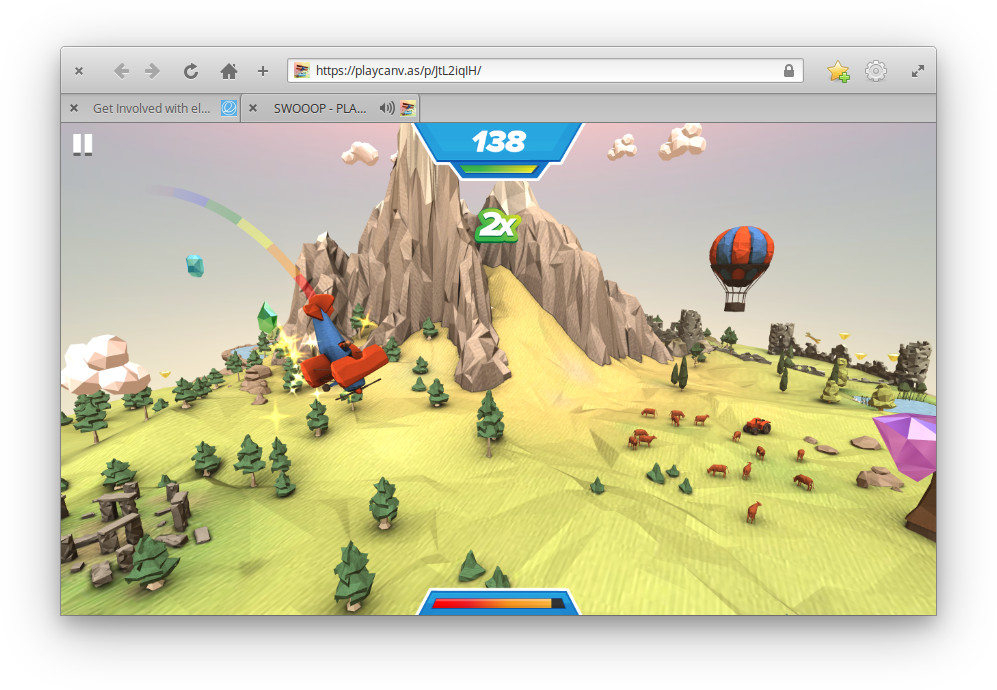 https://playcanv.as/p/JtL2iqlH/
Get Involved with el...
SWOOOP - PLA...
138
2x